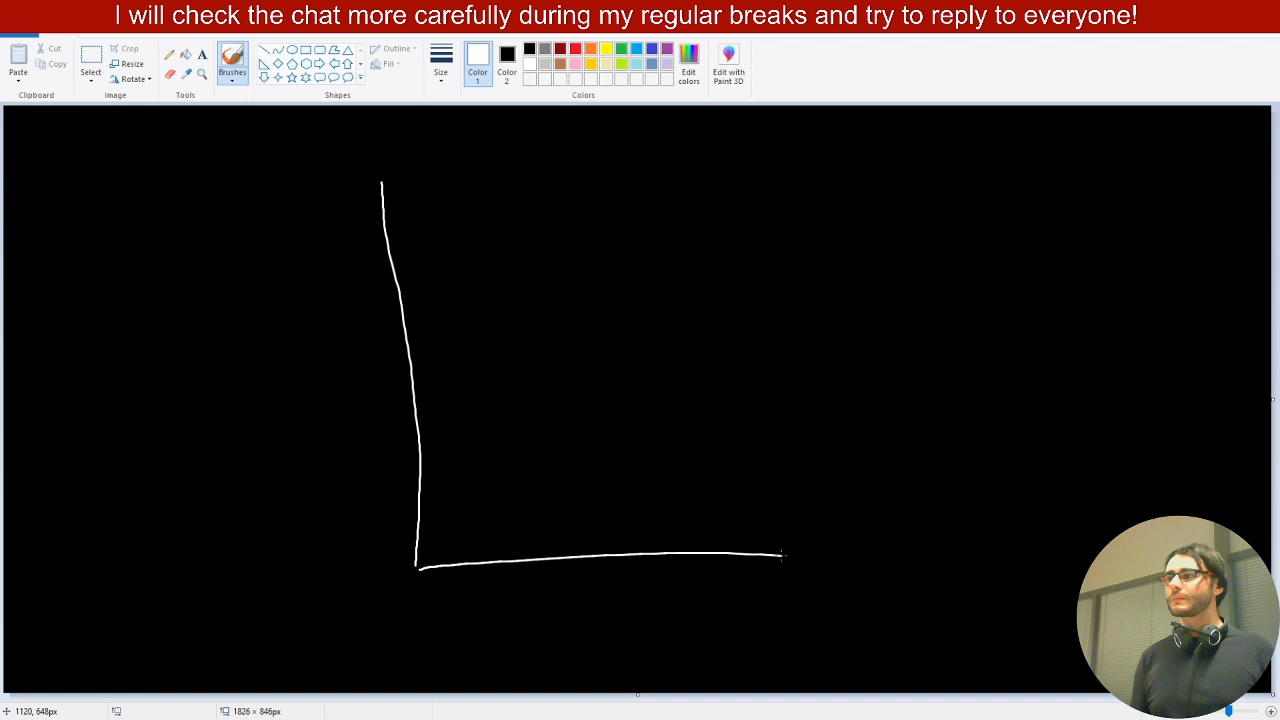 I will check the chat more carefully during my regular breaks and try to reply to everyone!
Paste
Cut
Copy
Clipboard
Select
Crop
Resize
Rotate
Image
A
Tools
Brushes
Shapes
Outline
Fill
Size
Color 1
Color 2
Edit colors
Edit with Paint 3D
Colors
1120, 648px
1826 × 846px